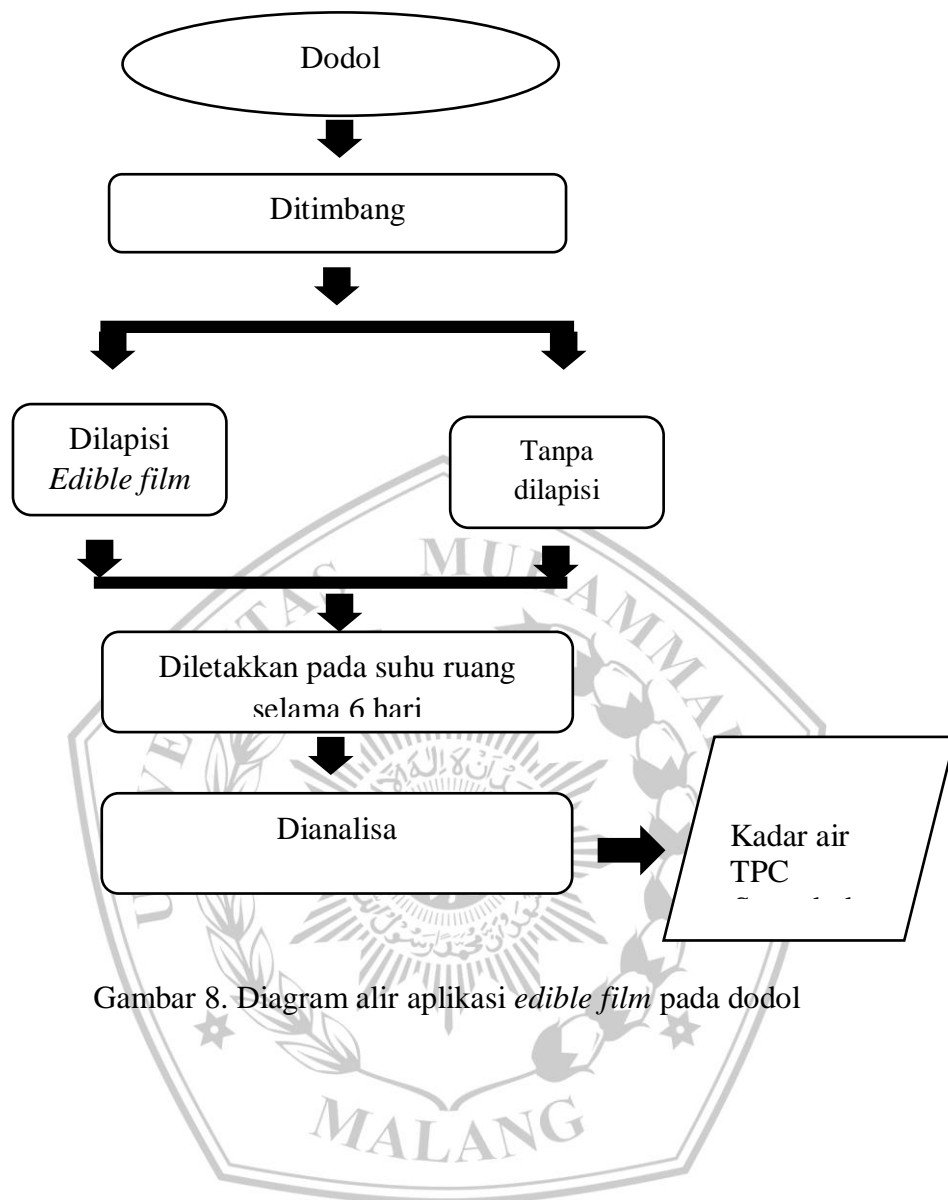 Dodol
Ditimbang
Dilapisi
Edible film
Tanpa
dilapisi
Diletakkan pada suhu ruang
selama 6 hari
Dianalisa
Kadar air
TPC
Gambar 8. Diagram alir aplikasi edible film pada dodol
MUHAMMA
MALANG